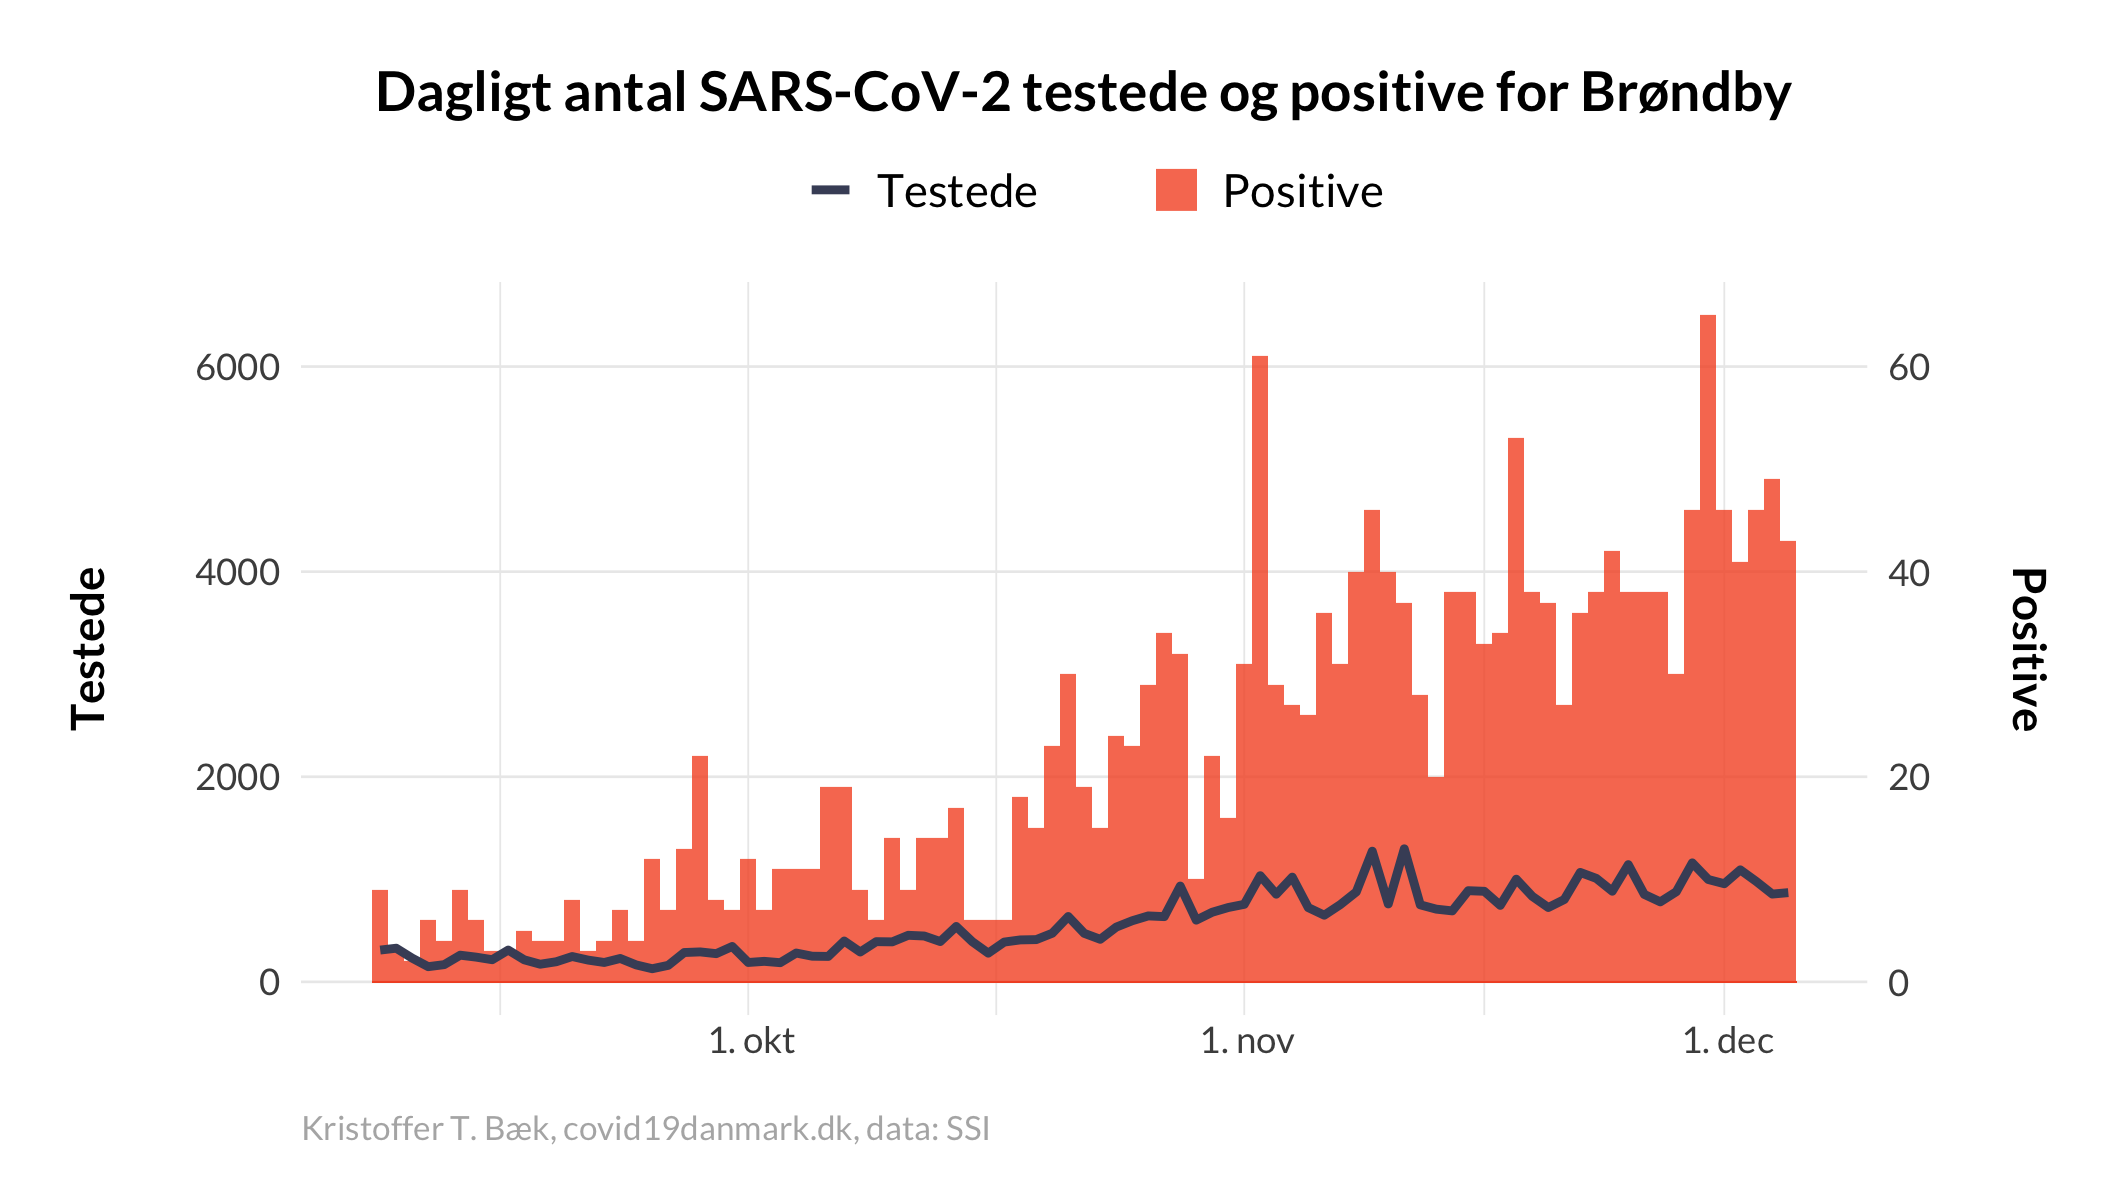 Dagligt antal SARS-CoV-2 testede og positive for Brøndby
Testede
Positive
6000
4000
2000
0
Testede
60
40
20
0
Positive
1. okt
1. nov
1. dec
Kristoffer T. Bæk, covid19danmark.dk, data: SSI